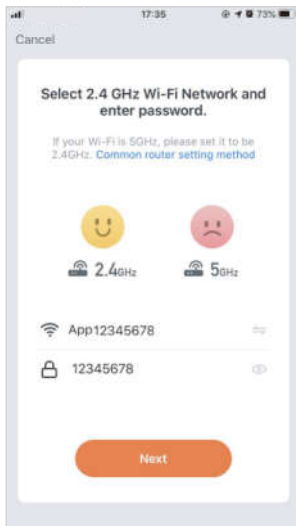 17:35
73%
Cancel
Select 2.4 GHz Wi-Fi Network and
enter password.
If your Wi-Fi is 5GHz, please set it to be
2.4GHz. Common router setting method
2.4GHz
5GHz
App12345678
12345678
Next